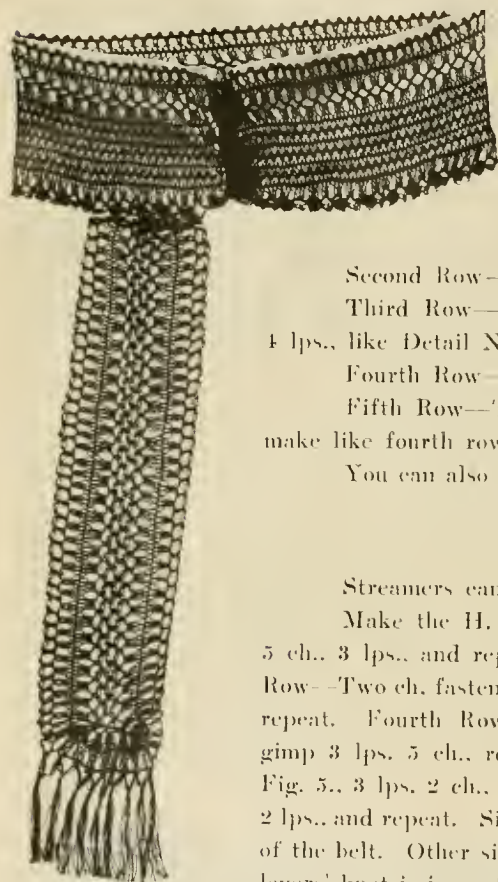 Second Row—
Third Row—
4 lps., like Detail N
Fourth Row—
Fifth Row—
make like fourth row
You can also
Streamers can
Make the H.
5 ch., 3 lps., and rep
Row--Two ch. fasten
repeat. Fourth Row
gimp 3 lps. 5 ch., re
Fig. 5., 3 lps. 2 ch.,
2 lps., and repeat. Si
of the belt. Other si